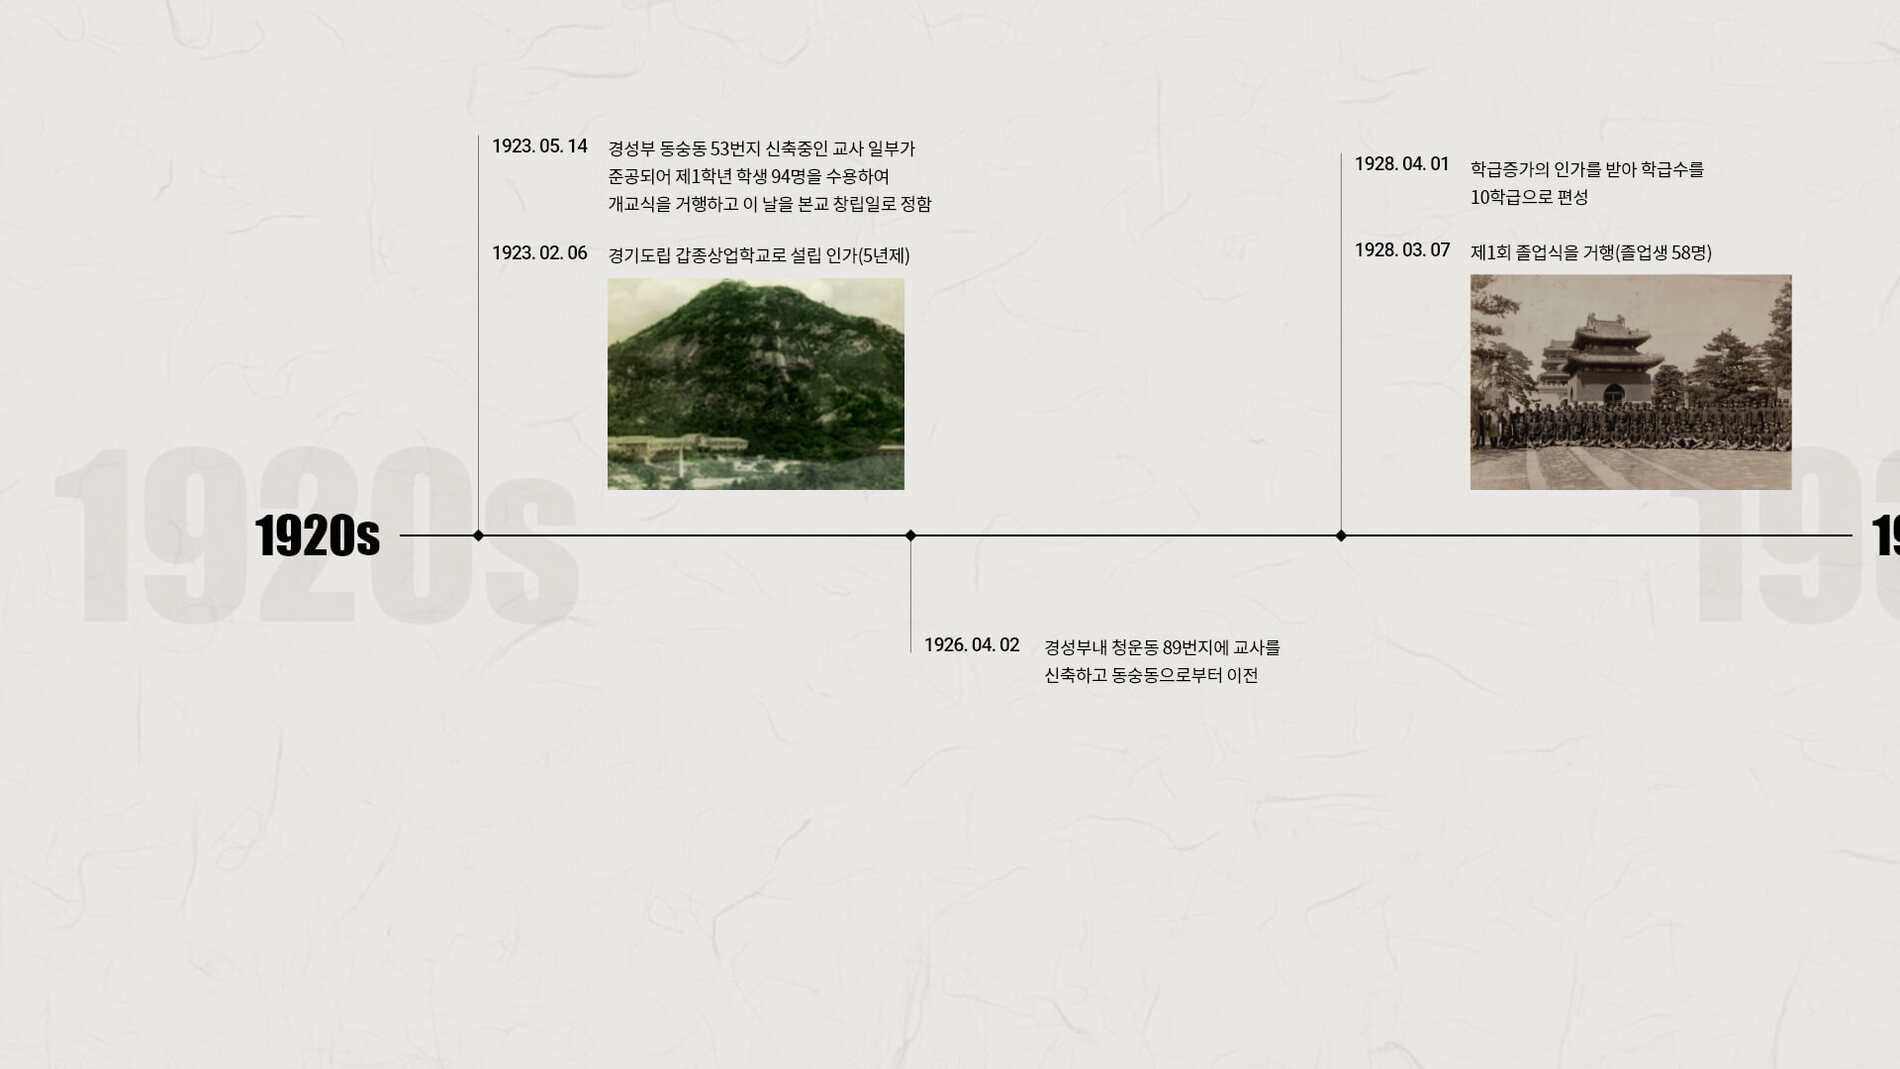 1920s
1920s
1923. 05. 14
경성부 동숭동 53번지 신축중인 교사 일부가
준공되어 제1학년 학생 94명을 수용하여
개교식을 거행하고 이 날을 본교 창립일로 정함
1923. 02. 06
경기도립 갑종상업학교로 설립 인가(5년제)
1926. 04. 02
경성부내 청운동 89번지에 교사를
신축하고 동숭동으로부터 이전
1928. 04. 01
학급증가의 인가를 받아 학급수를
10학급으로 편성
1928. 03. 07
제1회 졸업식을 거행(졸업생 58명)